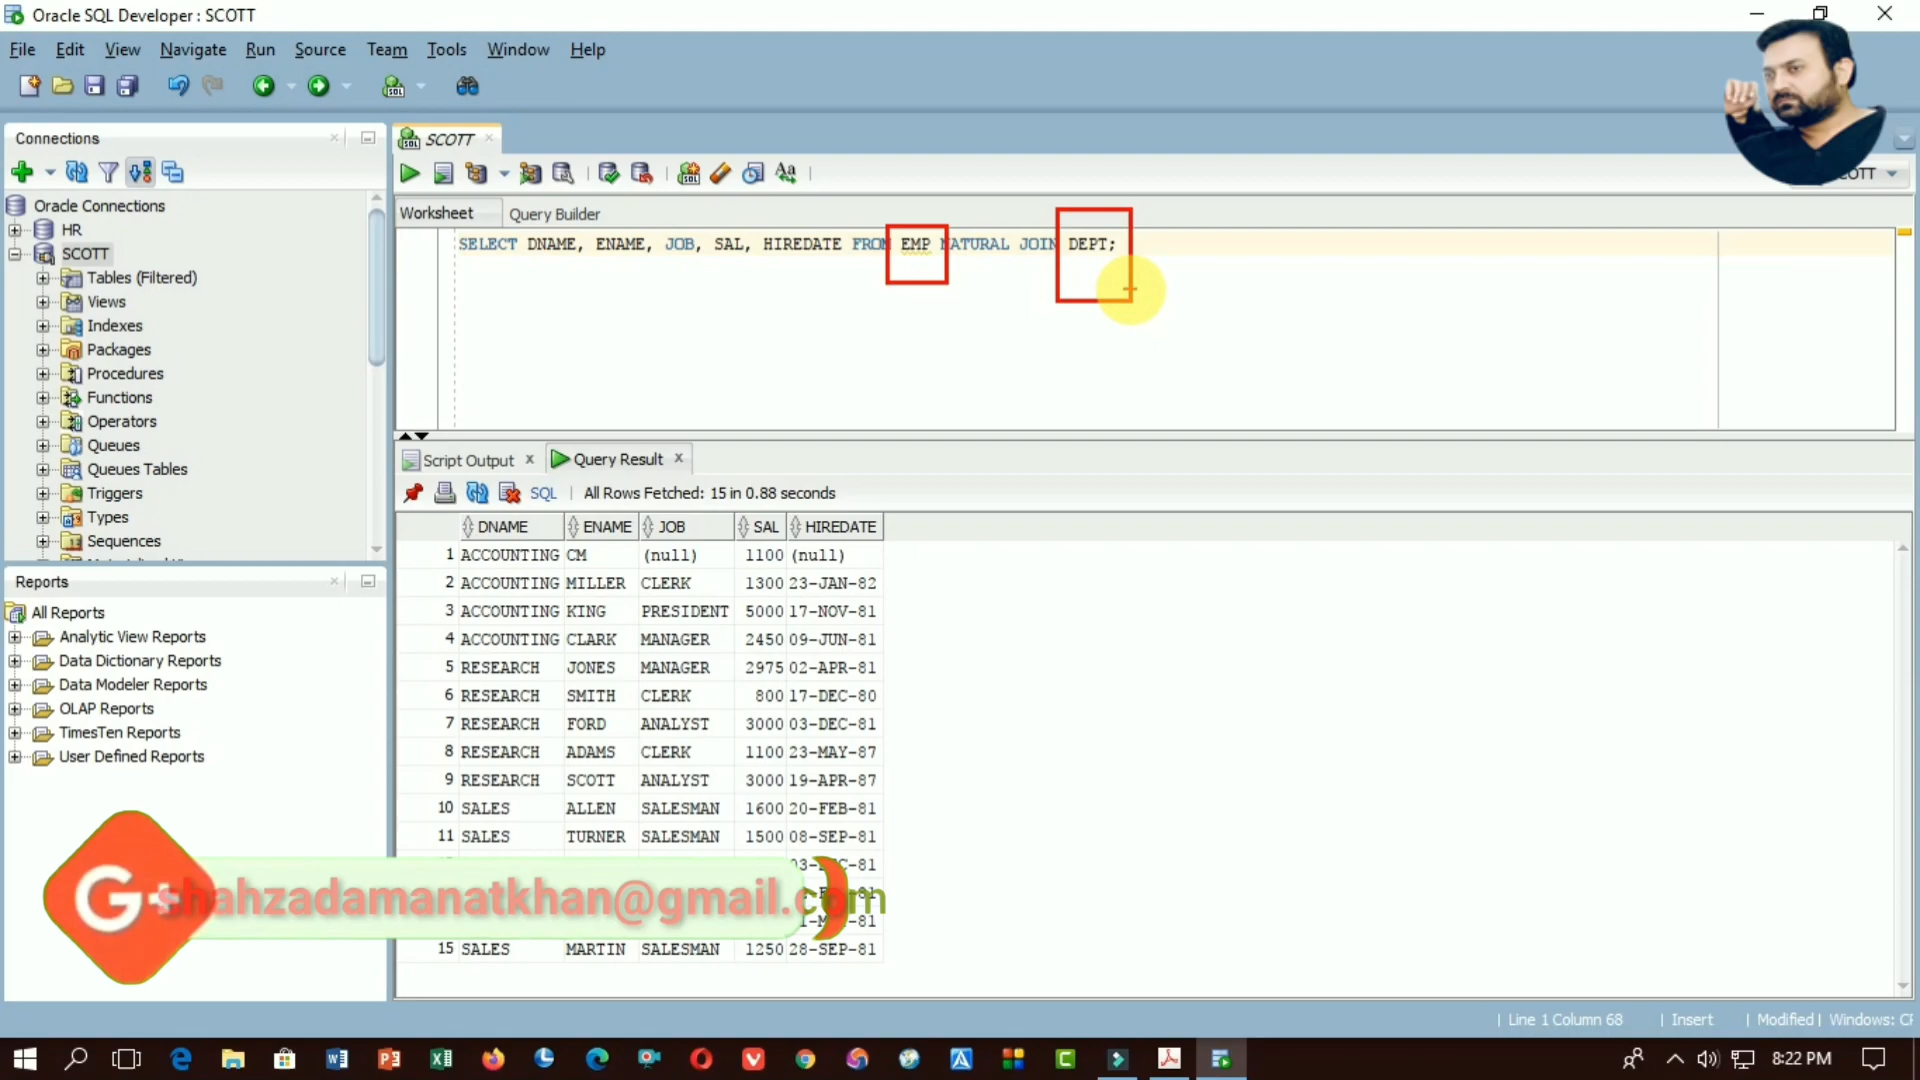 Oracle SQL Developer : SCOTT
File Edit View Navigate Run Source Team Tools Window Help
Connections
SCOTT
Oracle Connections
HR
SCOTT
Tables (Filtered)
Views
Indexes
Packages
Procedures
Functions
Operators
Queues
Queues Tables
Triggers
Types
Sequences
Worksheet Query Builder
SELECT DNAME, ENAME, JOB, SAL, HIREDATE FROM EMP NATURAL JOIN DEPT;
Script Output Query Result
SQL All Rows Fetched: 15 in 0.88 seconds
DNAME ENAME JOB SAL HIREDATE
1 ACCOUNTING CM (null) 1100 (null)
2 ACCOUNTING MILLER CLERK 1300 23-JAN-82
3 ACCOUNTING KING PRESIDENT 5000 17-NOV-81
4 ACCOUNTING CLARK MANAGER 2450 09-JUN-81
5 RESEARCH JONES MANAGER 2975 02-APR-81
6 RESEARCH SMITH CLERK 800 17-DEC-80
7 RESEARCH FORD ANALYST 3000 03-DEC-81
8 RESEARCH ADAMS CLERK 1100 23-MAY-87
9 RESEARCH SCOTT ANALYST 3000 19-APR-87
10 SALES ALLEN SALESMAN 1600 20-FEB-81
11 SALES TURNER SALESMAN 1500 08-SEP-81
15 SALES MARTIN SALESMAN 1250 28-SEP-81
Reports
All Reports
Analytic View Reports
Data Dictionary Reports
Data Modeler Reports
OLAP Reports
TimesTen Reports
User Defined Reports
G+
shahzadamanatkhan@gmail.com
Line 1 Column 68 Insert Modified Windows:
8:22 PM